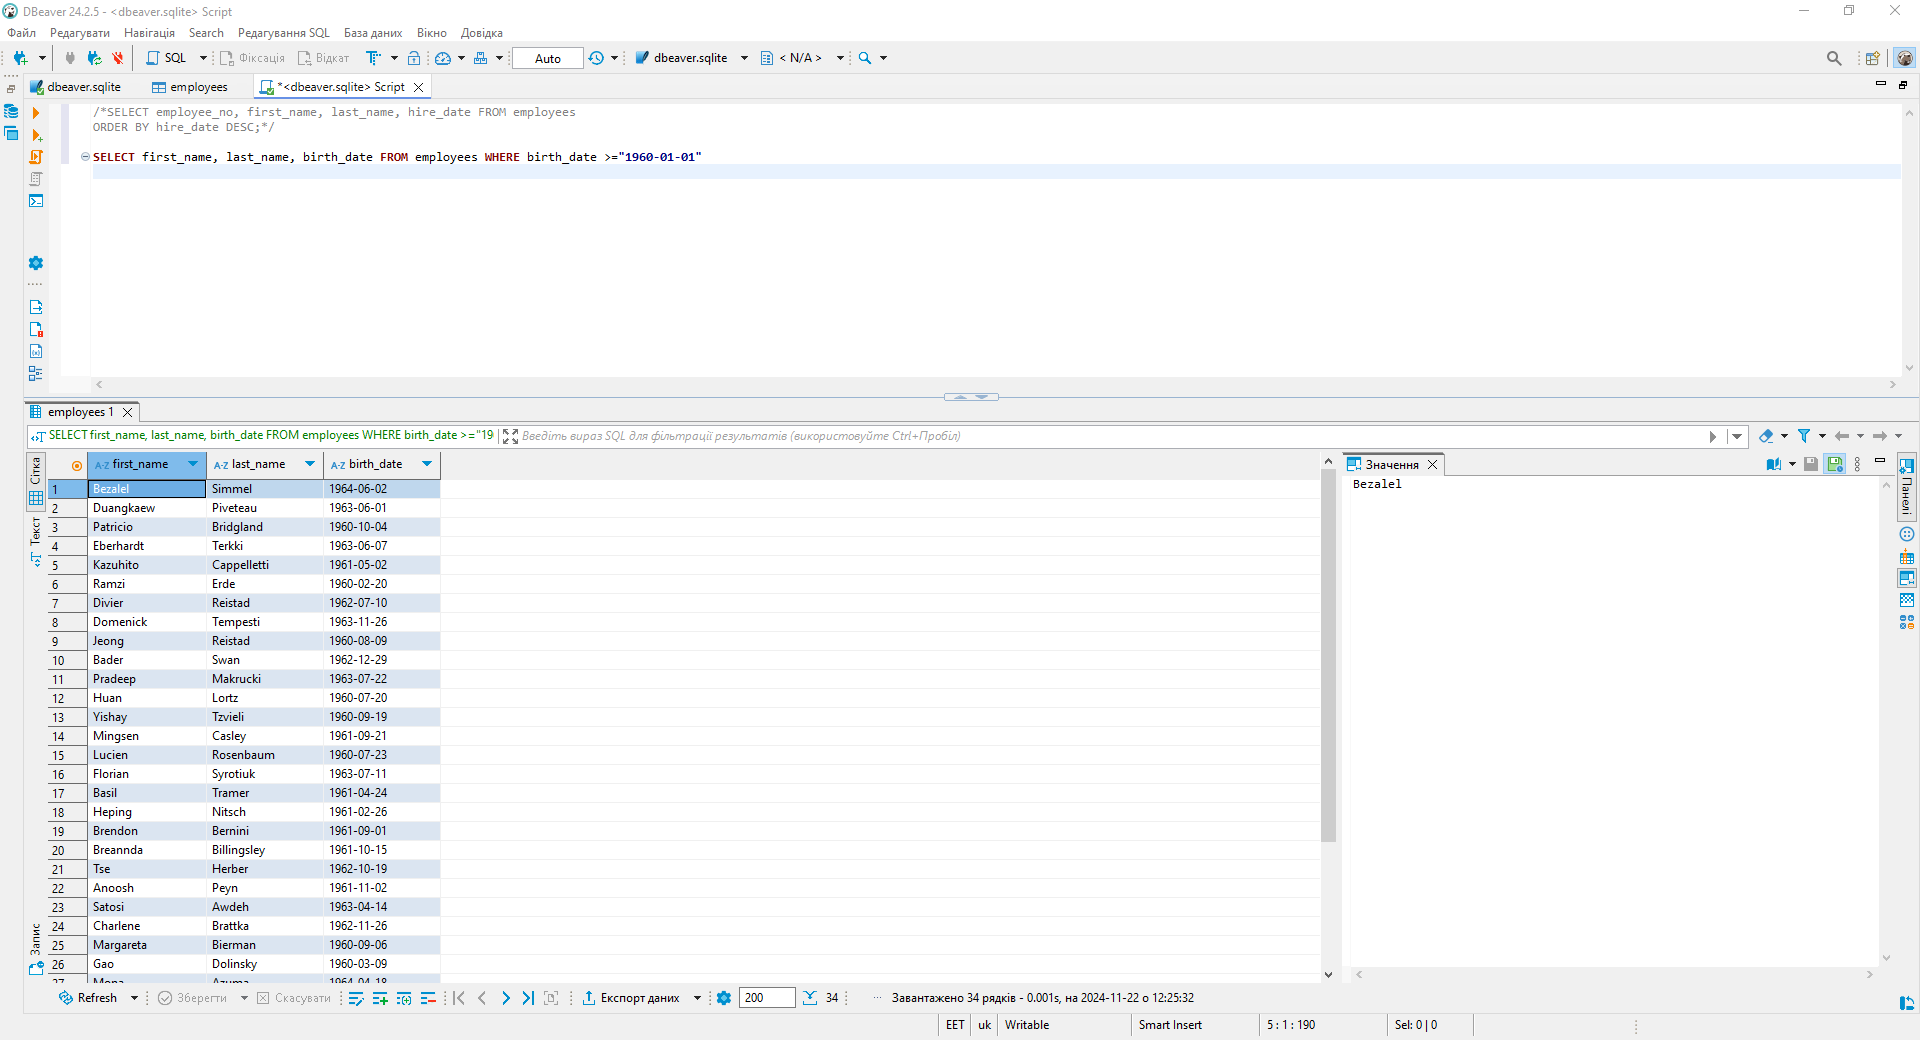 DBeaver 24.2.5 - <dbeaver.sqlite> Script
Файл Редагувати Навігація Search Редагування SQL База даних Вікно Довідка
SQL Фіксація Відкат Auto dbeaver.sqlite < N/A >
dbeaver.sqlite employees *<dbeaver.sqlite> Script
/*SELECT employee_no, first_name, last_name, hire_date FROM employees
ORDER BY hire_date DESC;*/
SELECT first_name, last_name, birth_date FROM employees WHERE birth_date >="1960-01-01"
employees 1
SELECT first_name, last_name, birth_date FROM employees WHERE birth_date >="19 Введіть вираз SQL для фільтрації результатів (використовуйте Ctrl+Пробіл)
Сітка
Текст
Запис
A-Z first_name A-Z last_name A-Z birth_date
1 Bezalel Simmel 1964-06-02
2 Duangkaew Piveteau 1963-06-01
3 Patricio Bridgland 1960-10-04
4 Eberhardt Terkki 1963-06-07
5 Kazuhito Cappelletti 1961-05-02
6 Ramzi Erde 1960-02-20
7 Divier Reistad 1962-07-10
8 Domenick Tempesti 1963-11-26
9 Jeong Reistad 1960-08-09
10 Bader Swan 1962-12-29
11 Pradeep Makrucki 1963-07-22
12 Huan Lortz 1960-07-20
13 Yishay Tzvieli 1960-09-19
14 Mingsen Casley 1961-09-21
15 Lucien Rosenbaum 1960-07-23
16 Florian Syrotiuk 1963-07-11
17 Basil Tramer 1961-04-24
18 Heping Nitsch 1961-02-26
19 Brendon Bernini 1961-09-01
20 Breannda Billingsley 1961-10-15
21 Tse Herber 1962-10-19
22 Anoosh Peyn 1961-11-02
23 Satosi Awdeh 1963-04-14
24 Charlene Brattka 1962-11-26
25 Margareta Bierman 1960-09-06
26 Gao Dolinsky 1960-03-09
27 Mona Azuma 1964-04-18
Значення
Bezalel
Панелі
Refresh Зберегти Скасувати Експорт даних 200 34 Завантажено 34 рядків - 0.001s, на 2024-11-22 о 12:25:32
EET uk Writable Smart Insert 5 : 1 : 190 Sel: 0 | 0